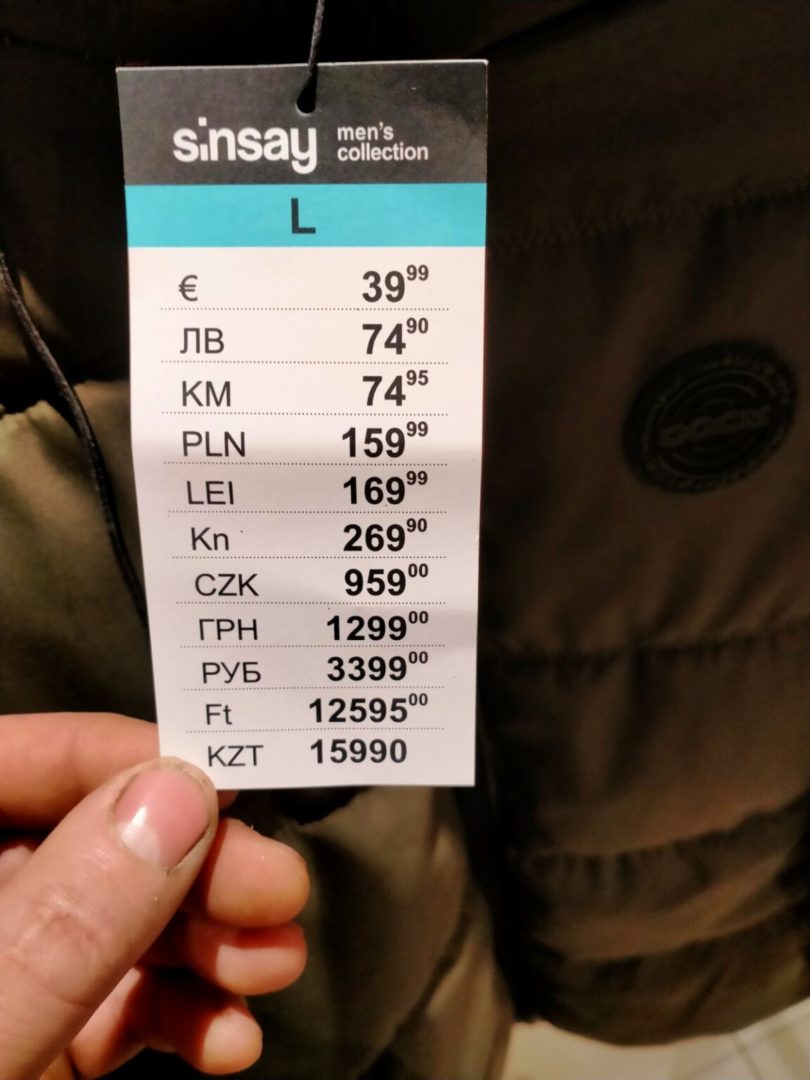 sinsay men's collection
L
€ 39⁹⁹
ЛВ 74⁹⁰
KM 74⁹⁵
PLN 159⁹⁹
LEI 169⁹⁹
Kn 269⁹⁰
CZK 959⁰⁰
ГРН 1299⁰⁰
РУБ 3399⁰⁰
Ft 12595⁰⁰
KZT 15990